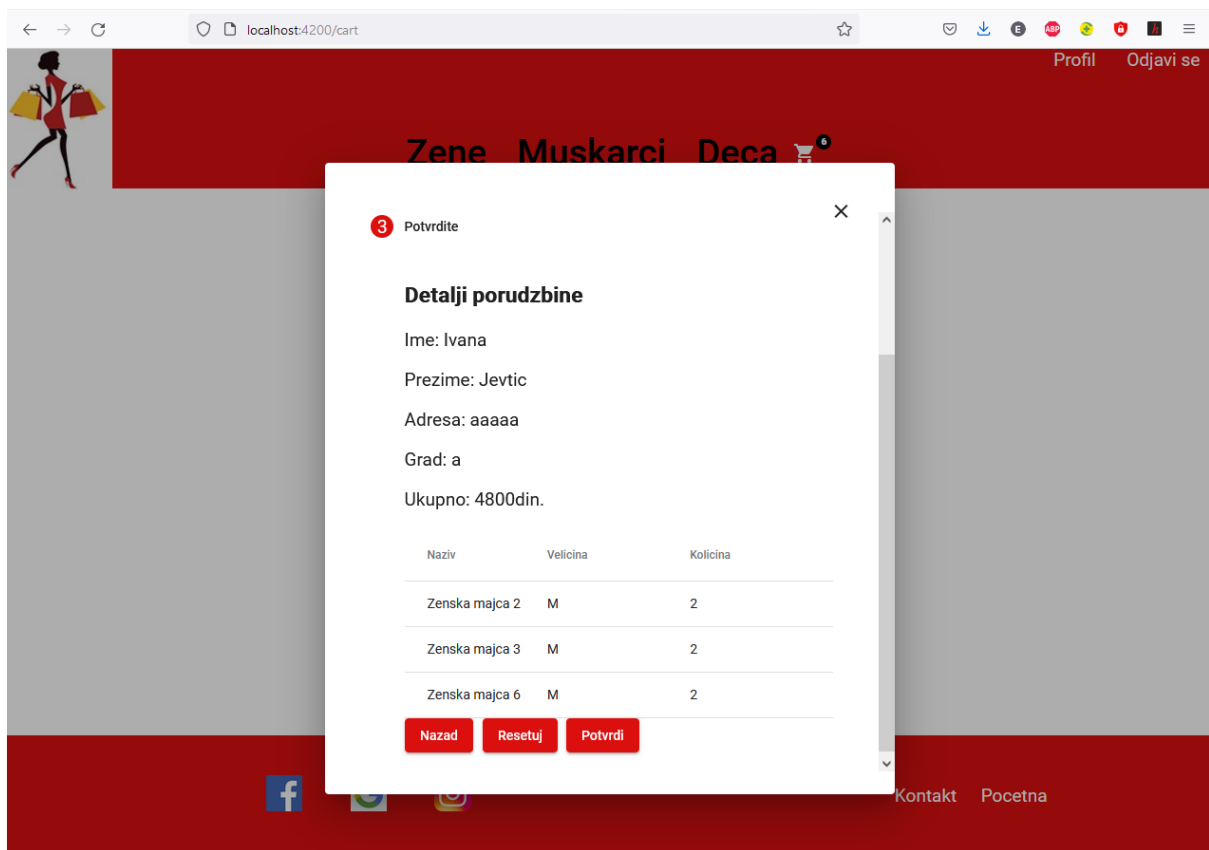 localhost:4200/cart
E
ABP
h
Profil Odjavi se
Zene Muskarci Deca 6
3 Potvrdite
Detalji porudzbine
Ime: Ivana
Prezime: Jevtic
Adresa: aaaaa
Grad: a
Ukupno: 4800din.
Naziv Velicina Kolicina
Zenska majca 2 M 2
Zenska majca 3 M 2
Zenska majca 6 M 2
Nazad Resetuj Potvrdi
f
Kontakt Pocetna